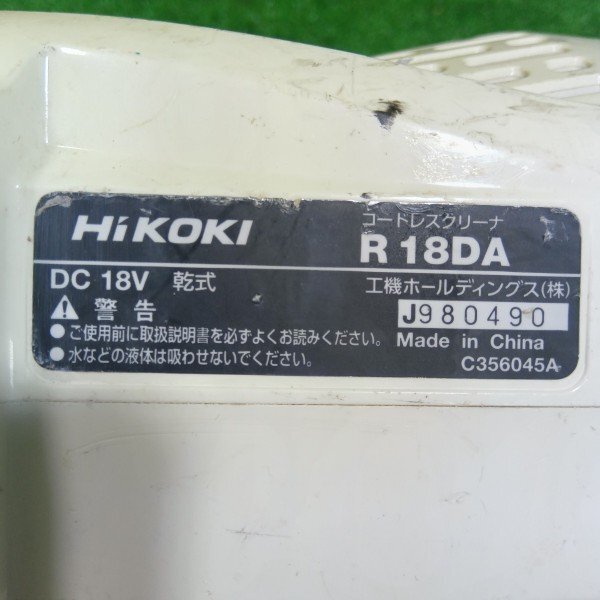 HiKOKI
コードレスクリーナ
R 18DA
DC 18V 乾式
工機ホールディングス(株)
⚠ 警告
J980490
●ご使用前に取扱説明書を必ずよくお読みください。
Made in China
●水などの液体は吸わせないでください。
C356045A